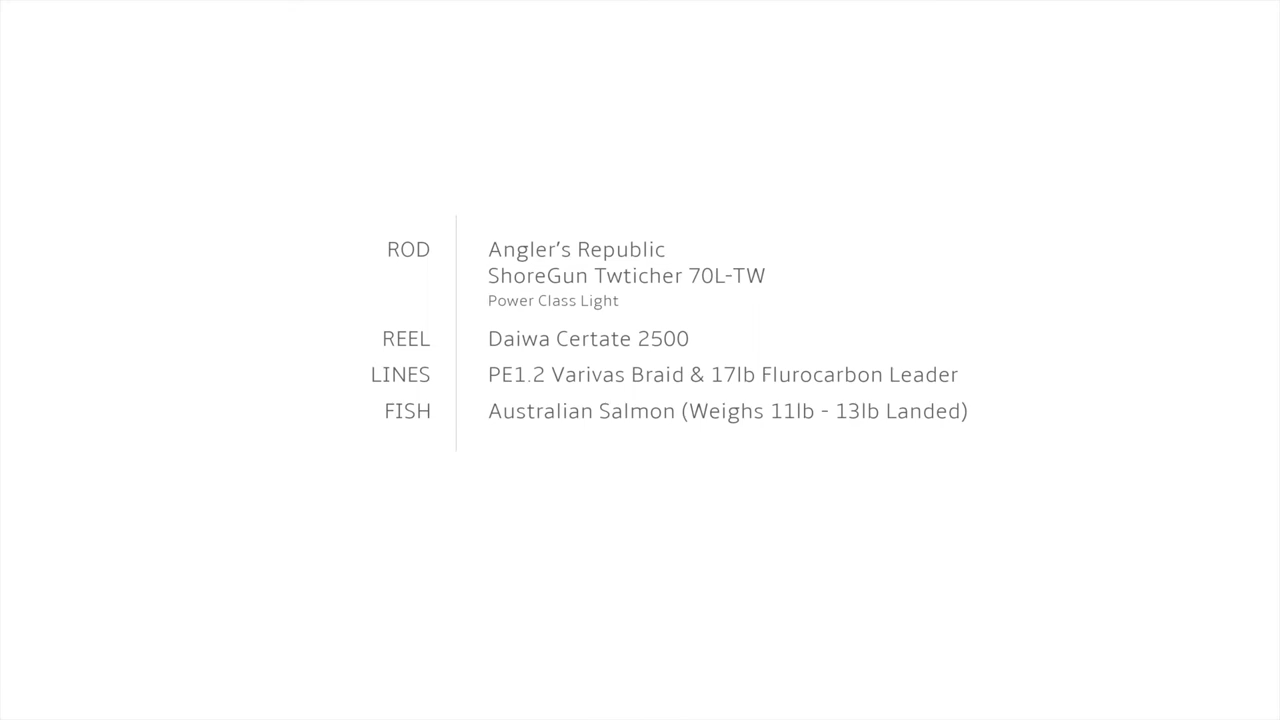 ROD Angler’s Republic
ShoreGun Twticher 70L-TW
Power Class Light
REEL Daiwa Certate 2500
LINES PE1.2 Varivas Braid & 17lb Flurocarbon Leader
FISH Australian Salmon (Weighs 11lb - 13lb Landed)